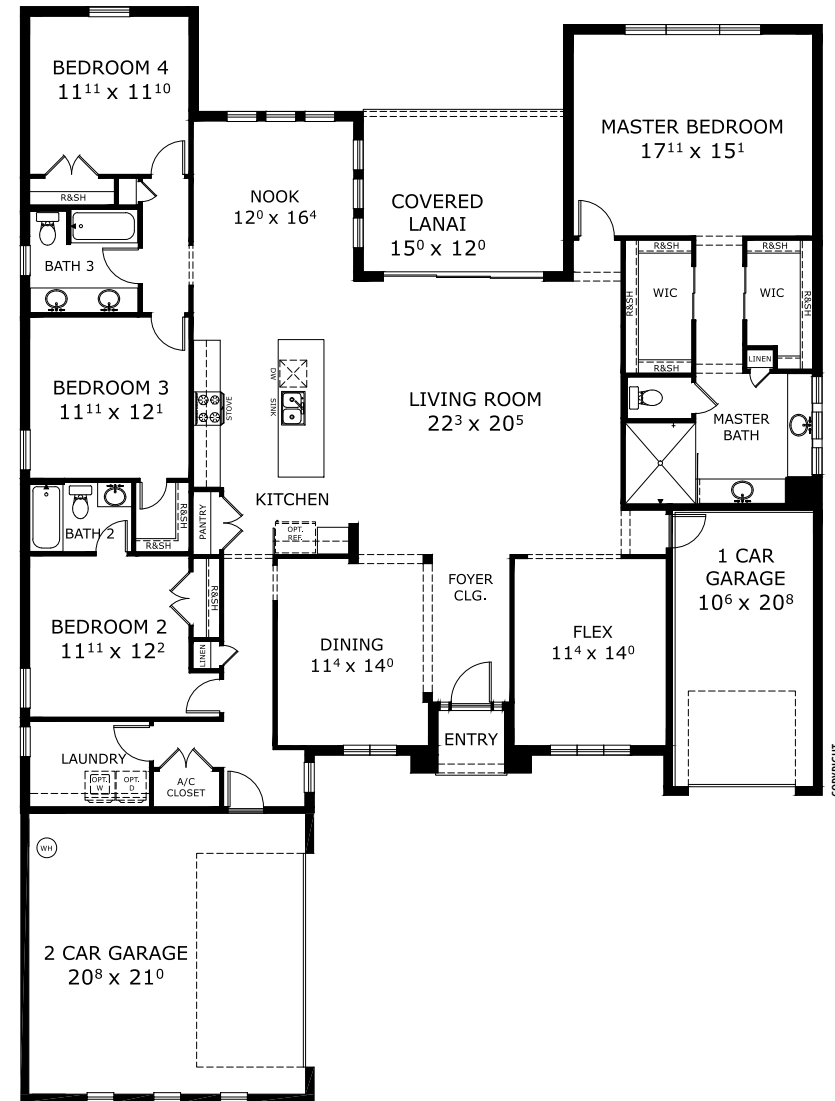 BEDROOM 4
11¹¹ x 11¹⁰
R&SH
BATH 3
NOOK
12⁰ x 16⁴
COVERED
LANAI
15⁰ x 12⁰
MASTER BEDROOM
17¹¹ x 15¹
R&SH
R&SH
R&SH
WIC
WIC
R&SH
R&SH
LINEN
BEDROOM 3
11¹¹ x 12¹
STOVE
DW
SINK
LIVING ROOM
22³ x 20⁵
MASTER
BATH
KITCHEN
PANTRY
OPT.
REF.
BATH 2
R&SH
R&SH
1 CAR
GARAGE
10⁶ x 20⁸
BEDROOM 2
11¹¹ x 12²
R&SH
LINEN
DINING
11⁴ x 14⁰
FOYER
CLG.
FLEX
11⁴ x 14⁰
ENTRY
LAUNDRY
OPT.
W
OPT.
D
A/C
CLOSET
COPYRIGHT
WH
2 CAR GARAGE
20⁸ x 21⁰